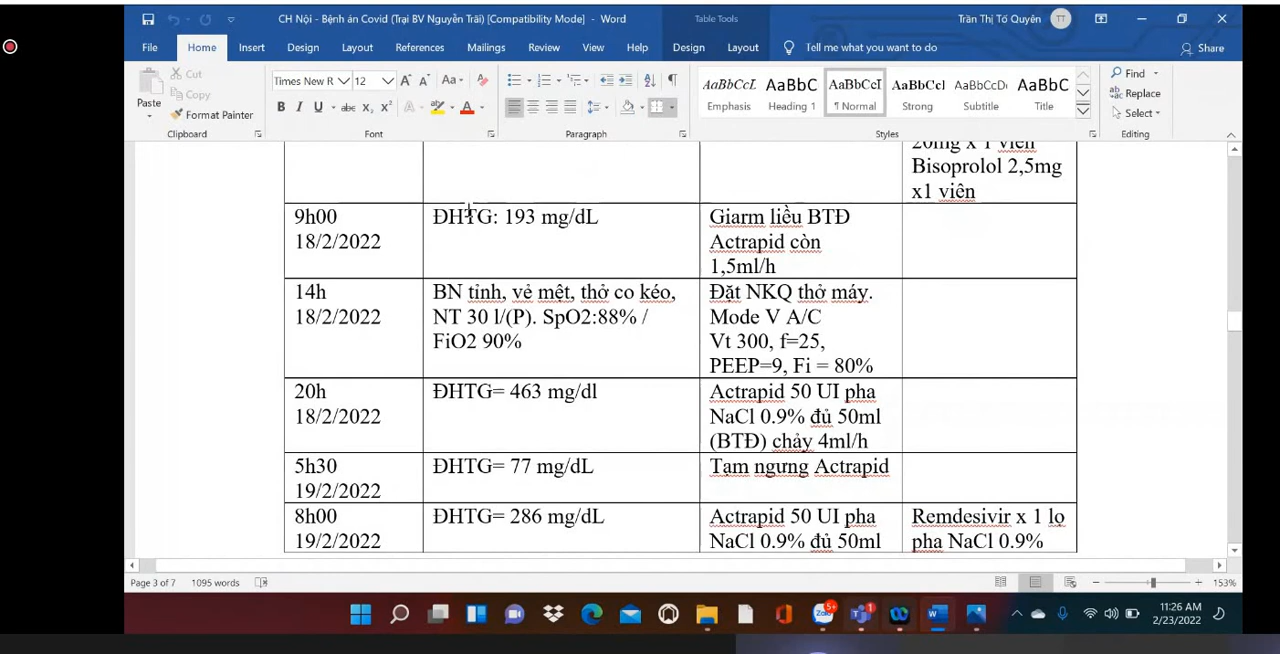 CH Nội - Bệnh án Covid (Trại BV Nguyễn Trãi) [Compatibility Mode] - Word
Table Tools
Trần Thị Tố Quyên
TT
File
Home
Insert
Design
Layout
References
Mailings
Review
View
Help
Design
Layout
Tell me what you want to do
Share
Paste
Cut
Copy
Format Painter
Clipboard
Times New R
12
Font
Paragraph
AaBbCcL
Emphasis
AaBbC
Heading 1
AaBbCcI
¶ Normal
AaBbCcl
Strong
AaBbCcD
Subtitle
AaBbC
Title
Styles
Find
Replace
Select
Editing
20mg x 1 viên
Bisoprolol 2,5mg
x1 viên
9h00
18/2/2022
ĐHTG: 193 mg/dL
Giarm liều BTĐ
Actrapid còn
1,5ml/h
14h
18/2/2022
BN tỉnh, vẻ mệt, thở co kéo,
NT 30 l/(P). SpO2:88% /
FiO2 90%
Đặt NKQ thở máy.
Mode V A/C
Vt 300, f=25,
PEEP=9, Fi = 80%
20h
18/2/2022
ĐHTG= 463 mg/dl
Actrapid 50 UI pha
NaCl 0.9% đủ 50ml
(BTĐ) chảy 4ml/h
5h30
19/2/2022
ĐHTG= 77 mg/dL
Tạm ngưng Actrapid
8h00
19/2/2022
ĐHTG= 286 mg/dL
Actrapid 50 UI pha
NaCl 0.9% đủ 50ml
Remdesivir x 1 lọ
pha NaCl 0.9%
Page 3 of 7
1095 words
153%
11:26 AM
2/23/2022